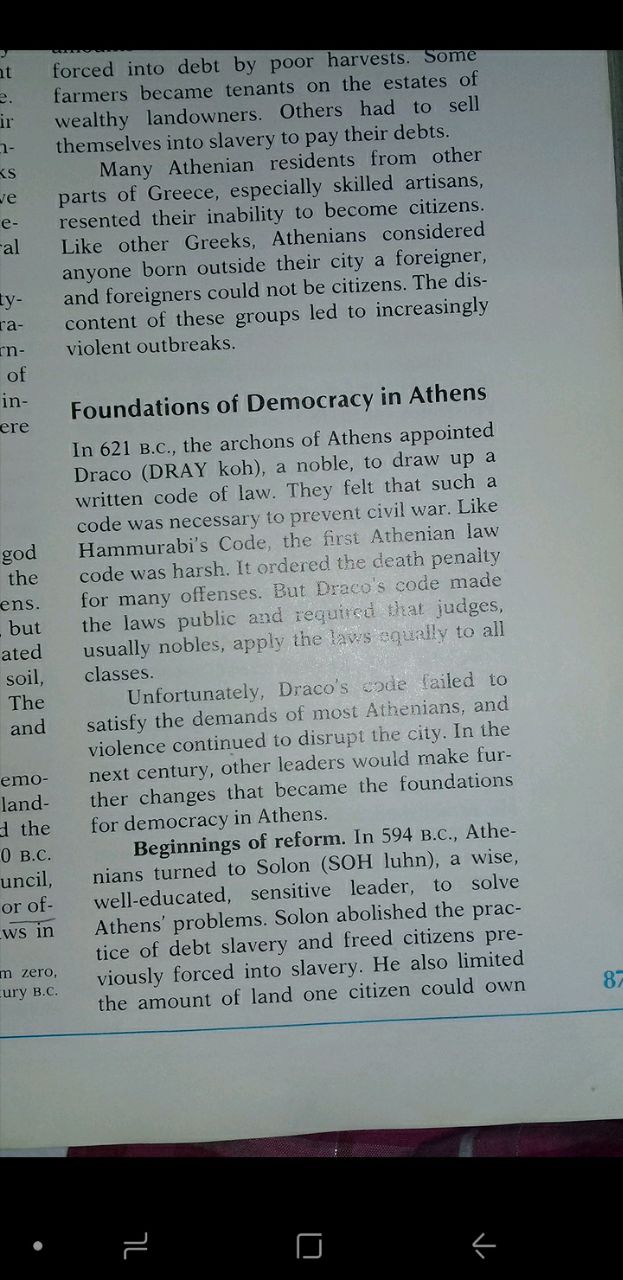 nt
e.
ir
n-
ks
ve
e-
ral
ty-
ra-
rn-
of
in-
ere
god
the
ens.
but
ated
soil,
The
and
emo-
land-
d the
0 B.C.
uncil,
or of-
ws in
m zero,
ury B.C.
forced into debt by poor harvests. Some
farmers became tenants on the estates of
wealthy landowners. Others had to sell
themselves into slavery to pay their debts.
Many Athenian residents from other
parts of Greece, especially skilled artisans,
resented their inability to become citizens.
Like other Greeks, Athenians considered
anyone born outside their city a foreigner,
and foreigners could not be citizens. The dis-
content of these groups led to increasingly
violent outbreaks.
Foundations of Democracy in Athens
In 621 B.C., the archons of Athens appointed
Draco (DRAY koh), a noble, to draw up a
written code of law. They felt that such a
code was necessary to prevent civil war. Like
Hammurabi's Code, the first Athenian law
code was harsh. It ordered the death penalty
for many offenses. But Draco's code made
the laws public and required that judges,
usually nobles, apply the laws equally to all
classes.
Unfortunately, Draco's code failed to
satisfy the demands of most Athenians, and
violence continued to disrupt the city. In the
next century, other leaders would make fur-
ther changes that became the foundations
for democracy in Athens.
Beginnings of reform. In 594 B.C., Athe-
nians turned to Solon (SOH luhn), a wise,
well-educated, sensitive leader, to solve
Athens' problems. Solon abolished the prac-
tice of debt slavery and freed citizens pre-
viously forced into slavery. He also limited
the amount of land one citizen could own
87